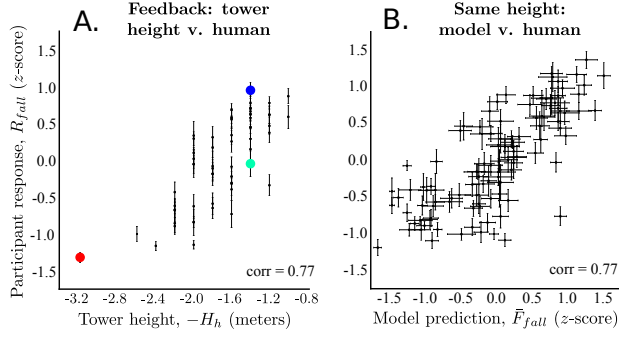 A.
Feedback: tower
height v. human
Participant response, R_fall (z-score)
1.5
1.0
0.5
0.0
-0.5
-1.0
-1.5
corr = 0.77
-3.2 -2.8 -2.4 -2.0 -1.6 -1.2 -0.8
Tower height, −H_h (meters)
B.
Same height:
model v. human
1.5
1.0
0.5
0.0
-0.5
-1.0
-1.5
corr = 0.77
-1.5 -1.0 -0.5 0.0 0.5 1.0 1.5
Model prediction, F̄_fall (z-score)